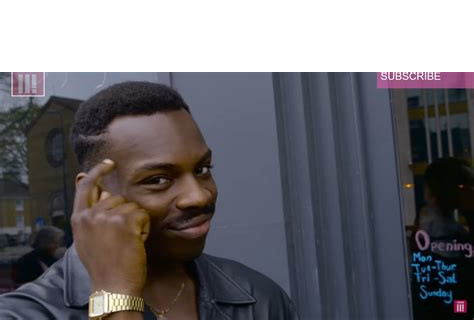 SUBSCRIBE
Opening
Mon
Tue-Thur
Fri-Sat
Sunday